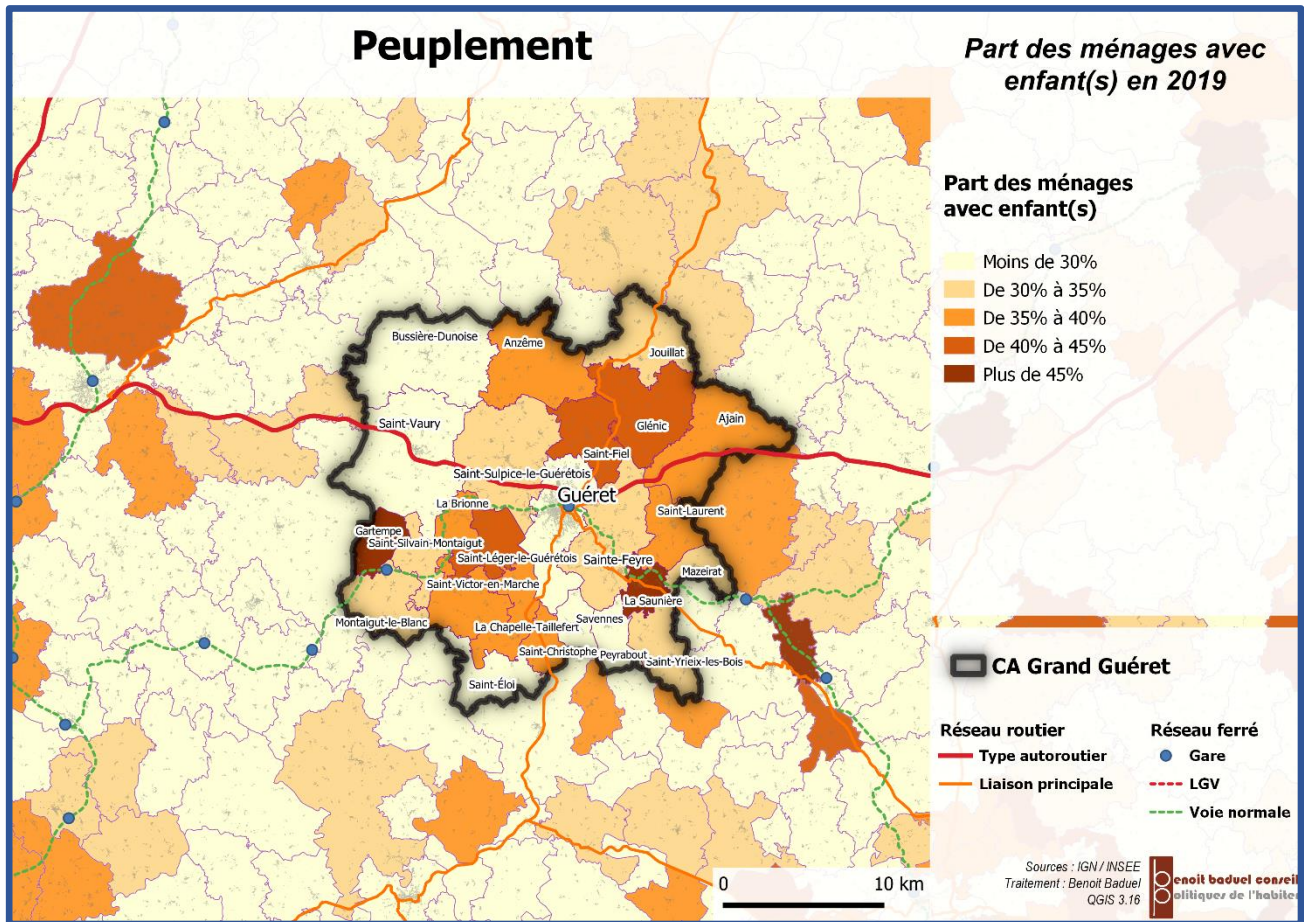 Peuplement
Part des ménages avec
enfant(s) en 2019
Part des ménages
avec enfant(s)
Moins de 30%
De 30% à 35%
De 35% à 40%
De 40% à 45%
Plus de 45%
Bussière-Dunoise
Anzême
Jouillat
Saint-Vaury
Glénic
Ajain
Saint-Fiel
Saint-Sulpice-le-Guérétois
Guéret
La Brionne
Saint-Laurent
Gartempe
Saint-Silvain-Montaigut
Saint-Léger-le-Guérétois
Sainte-Feyre
Mazeirat
Saint-Victor-en-Marche
La Saunière
Montaigut-le-Blanc
La Chapelle-Taillefert
Savennes
Saint-Christophe
Peyrabout
Saint-Yrieix-les-Bois
Saint-Éloi
CA Grand Guéret
Réseau routier
Type autoroutier
Liaison principale
Réseau ferré
Gare
LGV
Voie normale
0 10 km
Sources : IGN / INSEE
Traitement : Benoit Baduel
QGIS 3.16
benoit baduel conseil
politiques de l'habitat